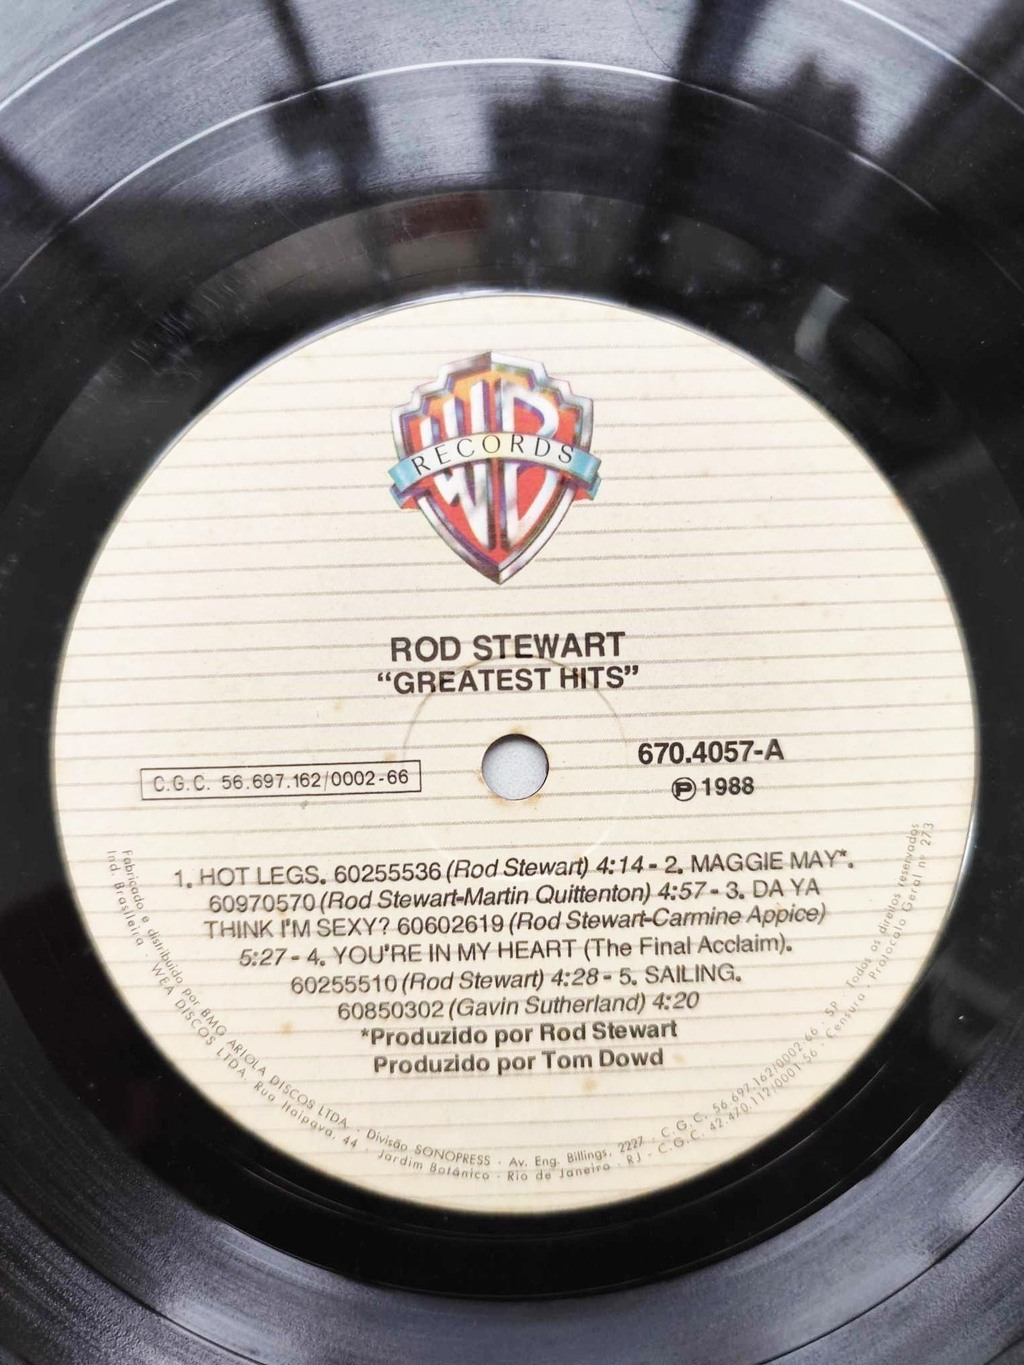 WB
RECORDS
ROD STEWART
“GREATEST HITS”
C.G.C. 56.697.162/0002-66
670.4057-A
Ⓟ 1988
1. HOT LEGS. 60255536 (Rod Stewart) 4:14 - 2. MAGGIE MAY*.
60970570 (Rod Stewart-Martin Quittenton) 4:57 - 3. DA YA
THINK I'M SEXY? 60602619 (Rod Stewart-Carmine Appice)
5:27 - 4. YOU'RE IN MY HEART (The Final Acclaim).
60255510 (Rod Stewart) 4:28 - 5. SAILING.
60850302 (Gavin Sutherland) 4:20
*Produzido por Rod Stewart
Produzido por Tom Dowd
Fabricado e distribuido por BMG ARIOLA DISCOS LTDA - Divisão SONOPRESS - Av. Eng. Billings, 2227 - C.G.C. 56.697.162/0002-66 - SP - Todos os direitos reservados
Ind. Brasileira - WEA DISCOS LTDA. Rua Itaipava, 44 - Jardim Botânico - Rio de Janeiro - RJ - C.G.C. 42.470.112/0001-56 - Censura - Protocolo Geral nº 273